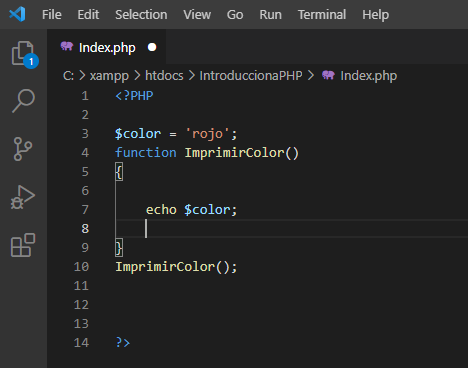 File Edit Selection View Go Run Terminal Help
Index.php
C: > xampp > htdocs > IntroduccionaPHP > Index.php
1 <?PHP
2
3 $color = 'rojo';
4 function ImprimirColor()
5 {
6
7 echo $color;
8
9 }
10 ImprimirColor();
11
12
13
14 ?>
1